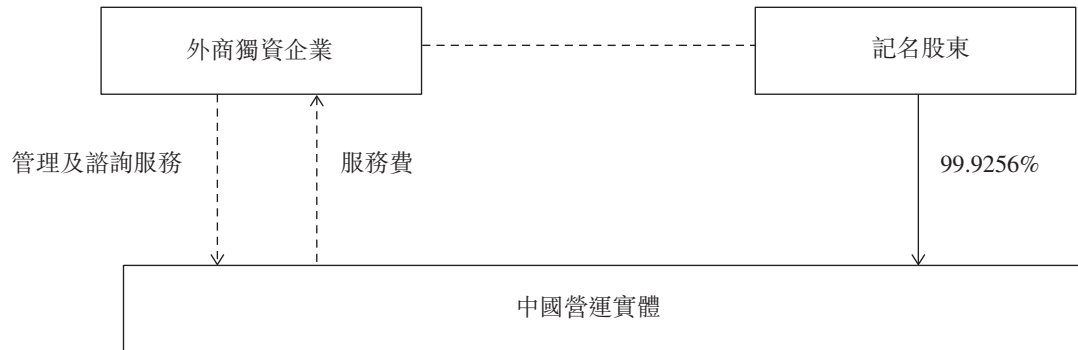 外商獨資企業
記名股東
管理及諮詢服務
服務費
99.9256%
中國營運實體